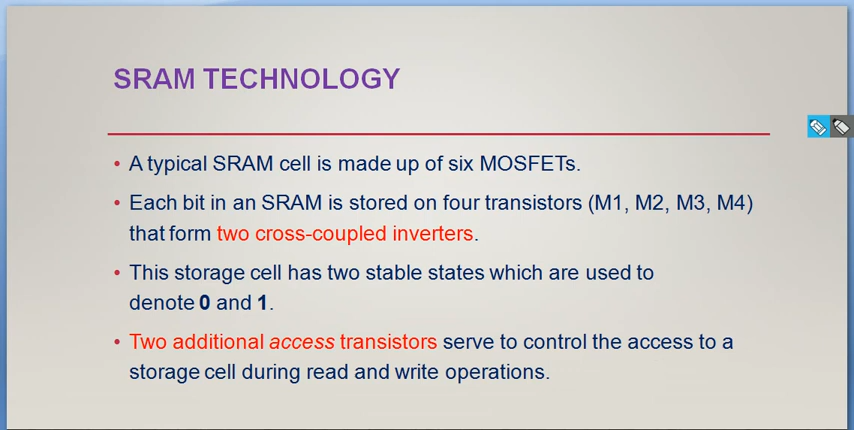 SRAM TECHNOLOGY
• A typical SRAM cell is made up of six MOSFETs.
• Each bit in an SRAM is stored on four transistors (M1, M2, M3, M4)
that form two cross-coupled inverters.
• This storage cell has two stable states which are used to
denote 0 and 1.
• Two additional access transistors serve to control the access to a
storage cell during read and write operations.